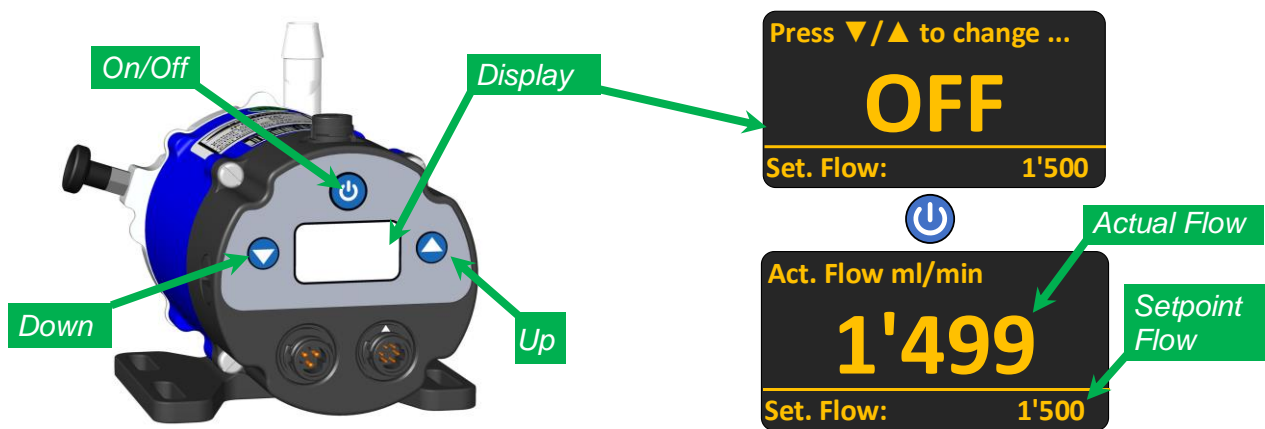 On/Off
Display
Down
Up
Press ▼/▲ to change ...
OFF
Set. Flow: 1'500
Actual Flow
Act. Flow ml/min
1'499
Setpoint
Flow
Set. Flow: 1'500